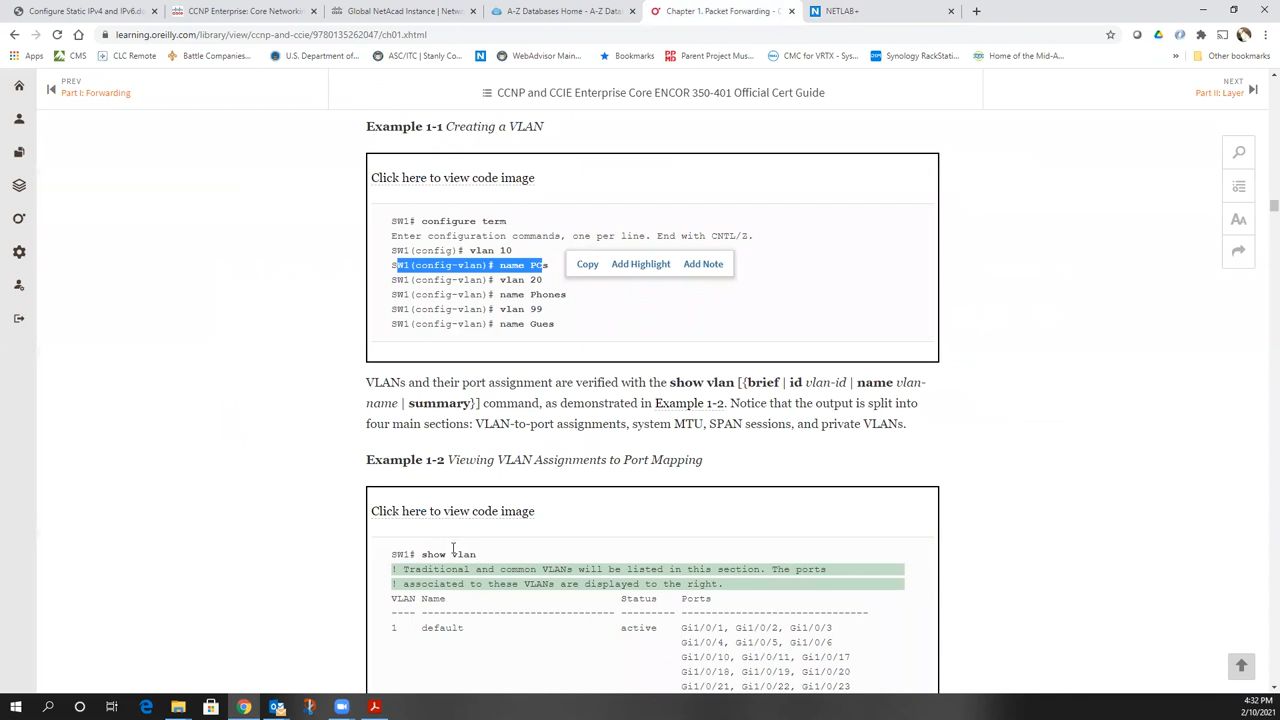 Configure Static IPv4 and IPv6.do
CCNP Enterprise: Core Networkin
Global NetAcad Instance | Netw
A-Z Databases Home - A-Z Data
Chapter 1. Packet Forwarding - C
NETLAB+
learning.oreilly.com/library/view/ccnp-and-ccie/9780135262047/ch01.xhtml
Apps
CMS
CLC Remote
Battle Companies...
U.S. Department of...
ASC/ITC | Stanly Co...
WebAdvisor Main...
Bookmarks
Parent Project Mus...
CMC for VRTX - Sys...
Synology RackStati...
Home of the Mid-A...
»
Other bookmarks
PREV
Part I: Forwarding
CCNP and CCIE Enterprise Core ENCOR 350-401 Official Cert Guide
NEXT
Part II: Layer
Example 1-1 Creating a VLAN
Click here to view code image
SW1# configure term
Enter configuration commands, one per line. End with CNTL/Z.
SW1(config)# vlan 10
SW1(config-vlan)# name PCs
Copy Add Highlight Add Note
SW1(config-vlan)# vlan 20
SW1(config-vlan)# name Phones
SW1(config-vlan)# vlan 99
SW1(config-vlan)# name Gues
VLANs and their port assignment are verified with the show vlan [{brief | id vlan-id | name vlan-
name | summary}] command, as demonstrated in Example 1-2. Notice that the output is split into
four main sections: VLAN-to-port assignments, system MTU, SPAN sessions, and private VLANs.
Example 1-2 Viewing VLAN Assignments to Port Mapping
Click here to view code image
SW1# show vlan
! Traditional and common VLANs will be listed in this section. The ports
! associated to these VLANs are displayed to the right.
VLAN Name Status Ports
---- -------------------------------- --------- -------------------------------
1 default active Gi1/0/1, Gi1/0/2, Gi1/0/3
Gi1/0/4, Gi1/0/5, Gi1/0/6
Gi1/0/10, Gi1/0/11, Gi1/0/17
Gi1/0/18, Gi1/0/19, Gi1/0/20
Gi1/0/21, Gi1/0/22, Gi1/0/23
AA
4:32 PM
2/10/2021